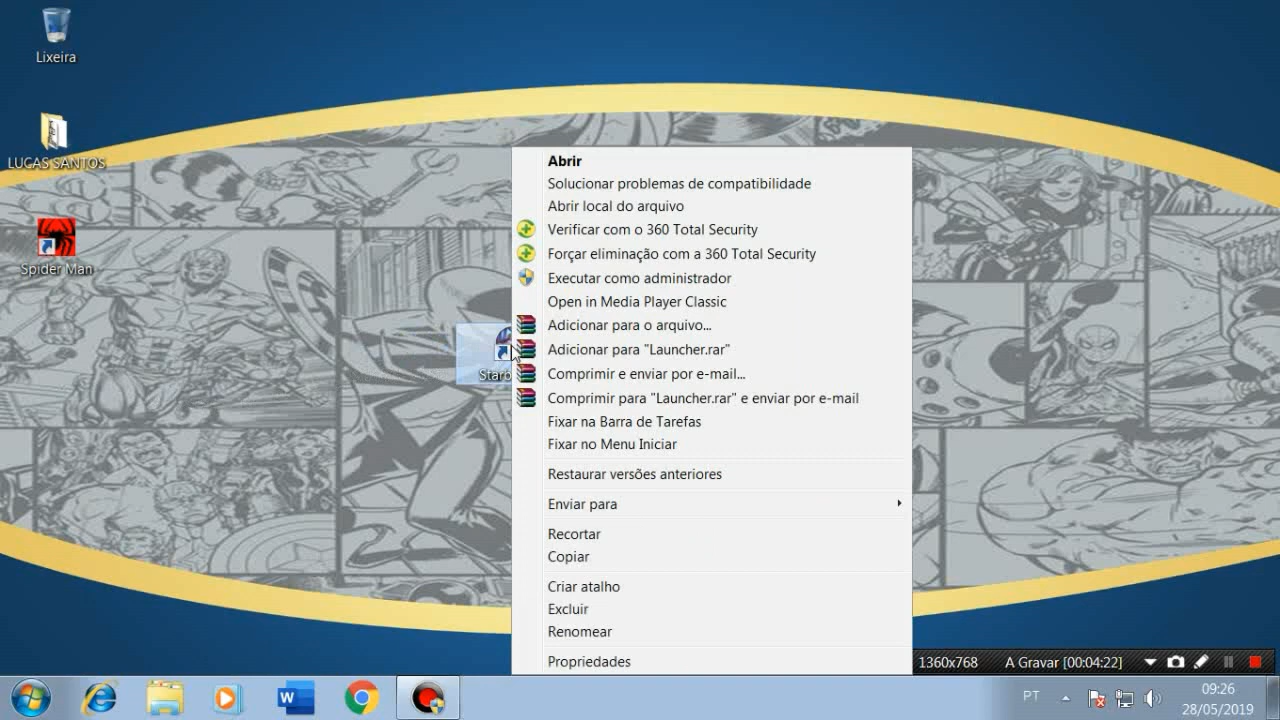 Lixeira
LUCAS SANTOS
Spider Man
Abrir
Solucionar problemas de compatibilidade
Abrir local do arquivo
Verificar com o 360 Total Security
Forçar eliminação com a 360 Total Security
Executar como administrador
Open in Media Player Classic
Adicionar para o arquivo...
Adicionar para "Launcher.rar"
Starb
Comprimir e enviar por e-mail...
Comprimir para "Launcher.rar" e enviar por e-mail
Fixar na Barra de Tarefas
Fixar no Menu Iniciar
Restaurar versões anteriores
Enviar para
Recortar
Copiar
Criar atalho
Excluir
Renomear
Propriedades
1360x768 A Gravar [00:04:22]
PT
09:26
28/05/2019